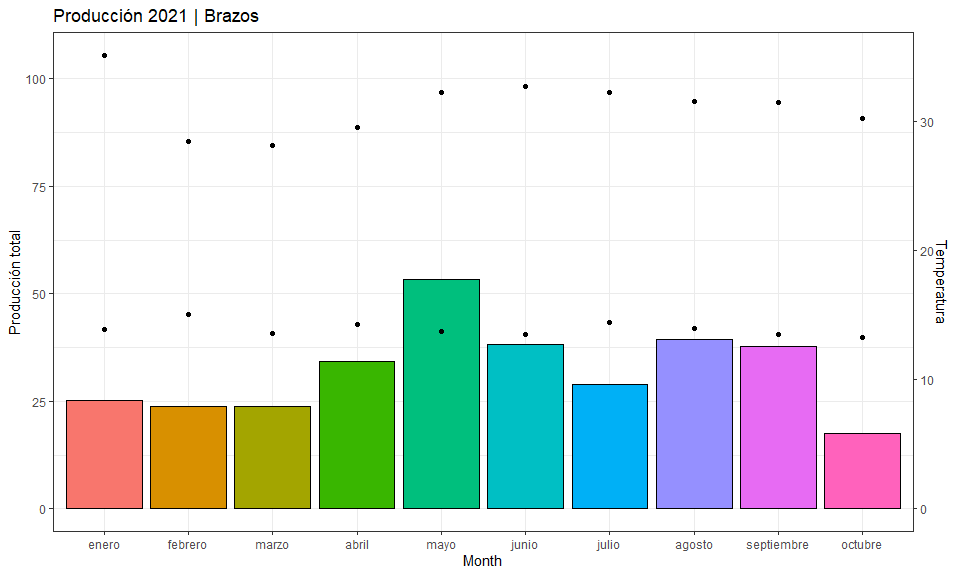 Producción 2021 | Brazos
Producción total
100
75
50
25
0
30
20
10
0
Temperatura
enero febrero marzo abril mayo junio julio agosto septiembre octubre
Month